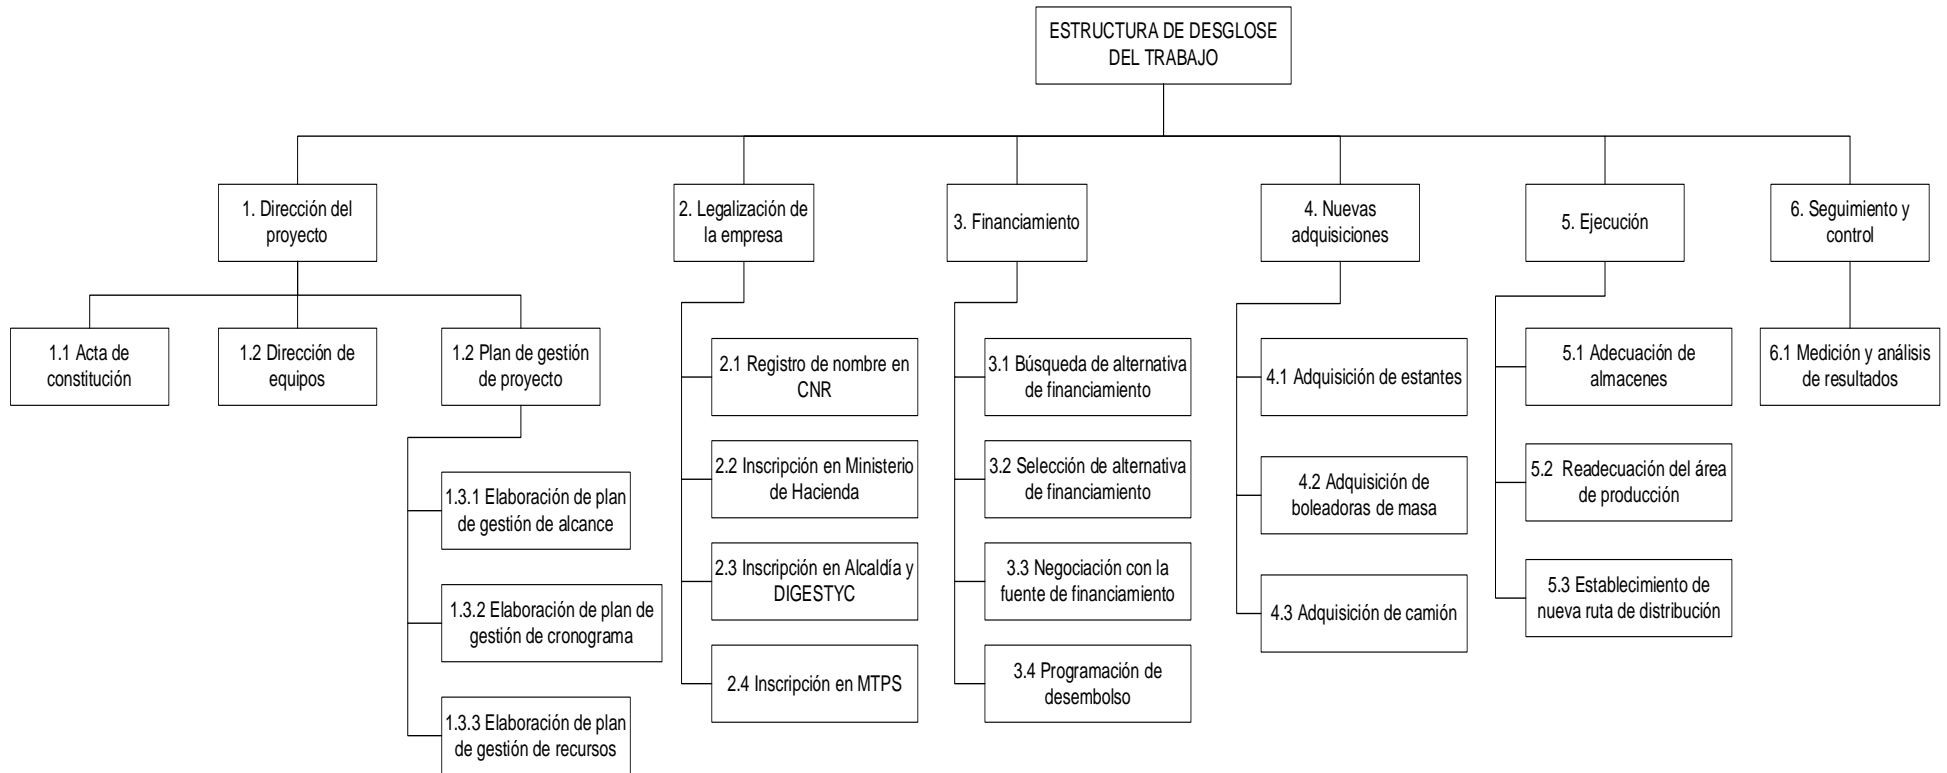 ESTRUCTURA DE DESGLOSE
DEL TRABAJO
1. Dirección del
proyecto
2. Legalización de
la empresa
3. Financiamiento
4. Nuevas
adquisiciones
5. Ejecución
6. Seguimiento y
control
1.1 Acta de
constitución
1.2 Dirección de
equipos
1.2 Plan de gestión
de proyecto
1.3.1 Elaboración de plan
de gestión de alcance
1.3.2 Elaboración de plan de
gestión de cronograma
1.3.3 Elaboración de plan
de gestión de recursos
2.1 Registro de nombre en
CNR
2.2 Inscripción en Ministerio
de Hacienda
2.3 Inscripción en Alcaldía y
DIGESTYC
2.4 Inscripción en MTPS
3.1 Búsqueda de alternativa
de financiamiento
3.2 Selección de alternativa
de financiamiento
3.3 Negociación con la
fuente de financiamiento
3.4 Programación de
desembolso
4.1 Adquisición de estantes
4.2 Adquisición de
boleadoras de masa
4.3 Adquisición de camión
5.1 Adecuación de
almacenes
5.2 Readecuación del área
de producción
5.3 Establecimiento de
nueva ruta de distribución
6.1 Medición y análisis
de resultados